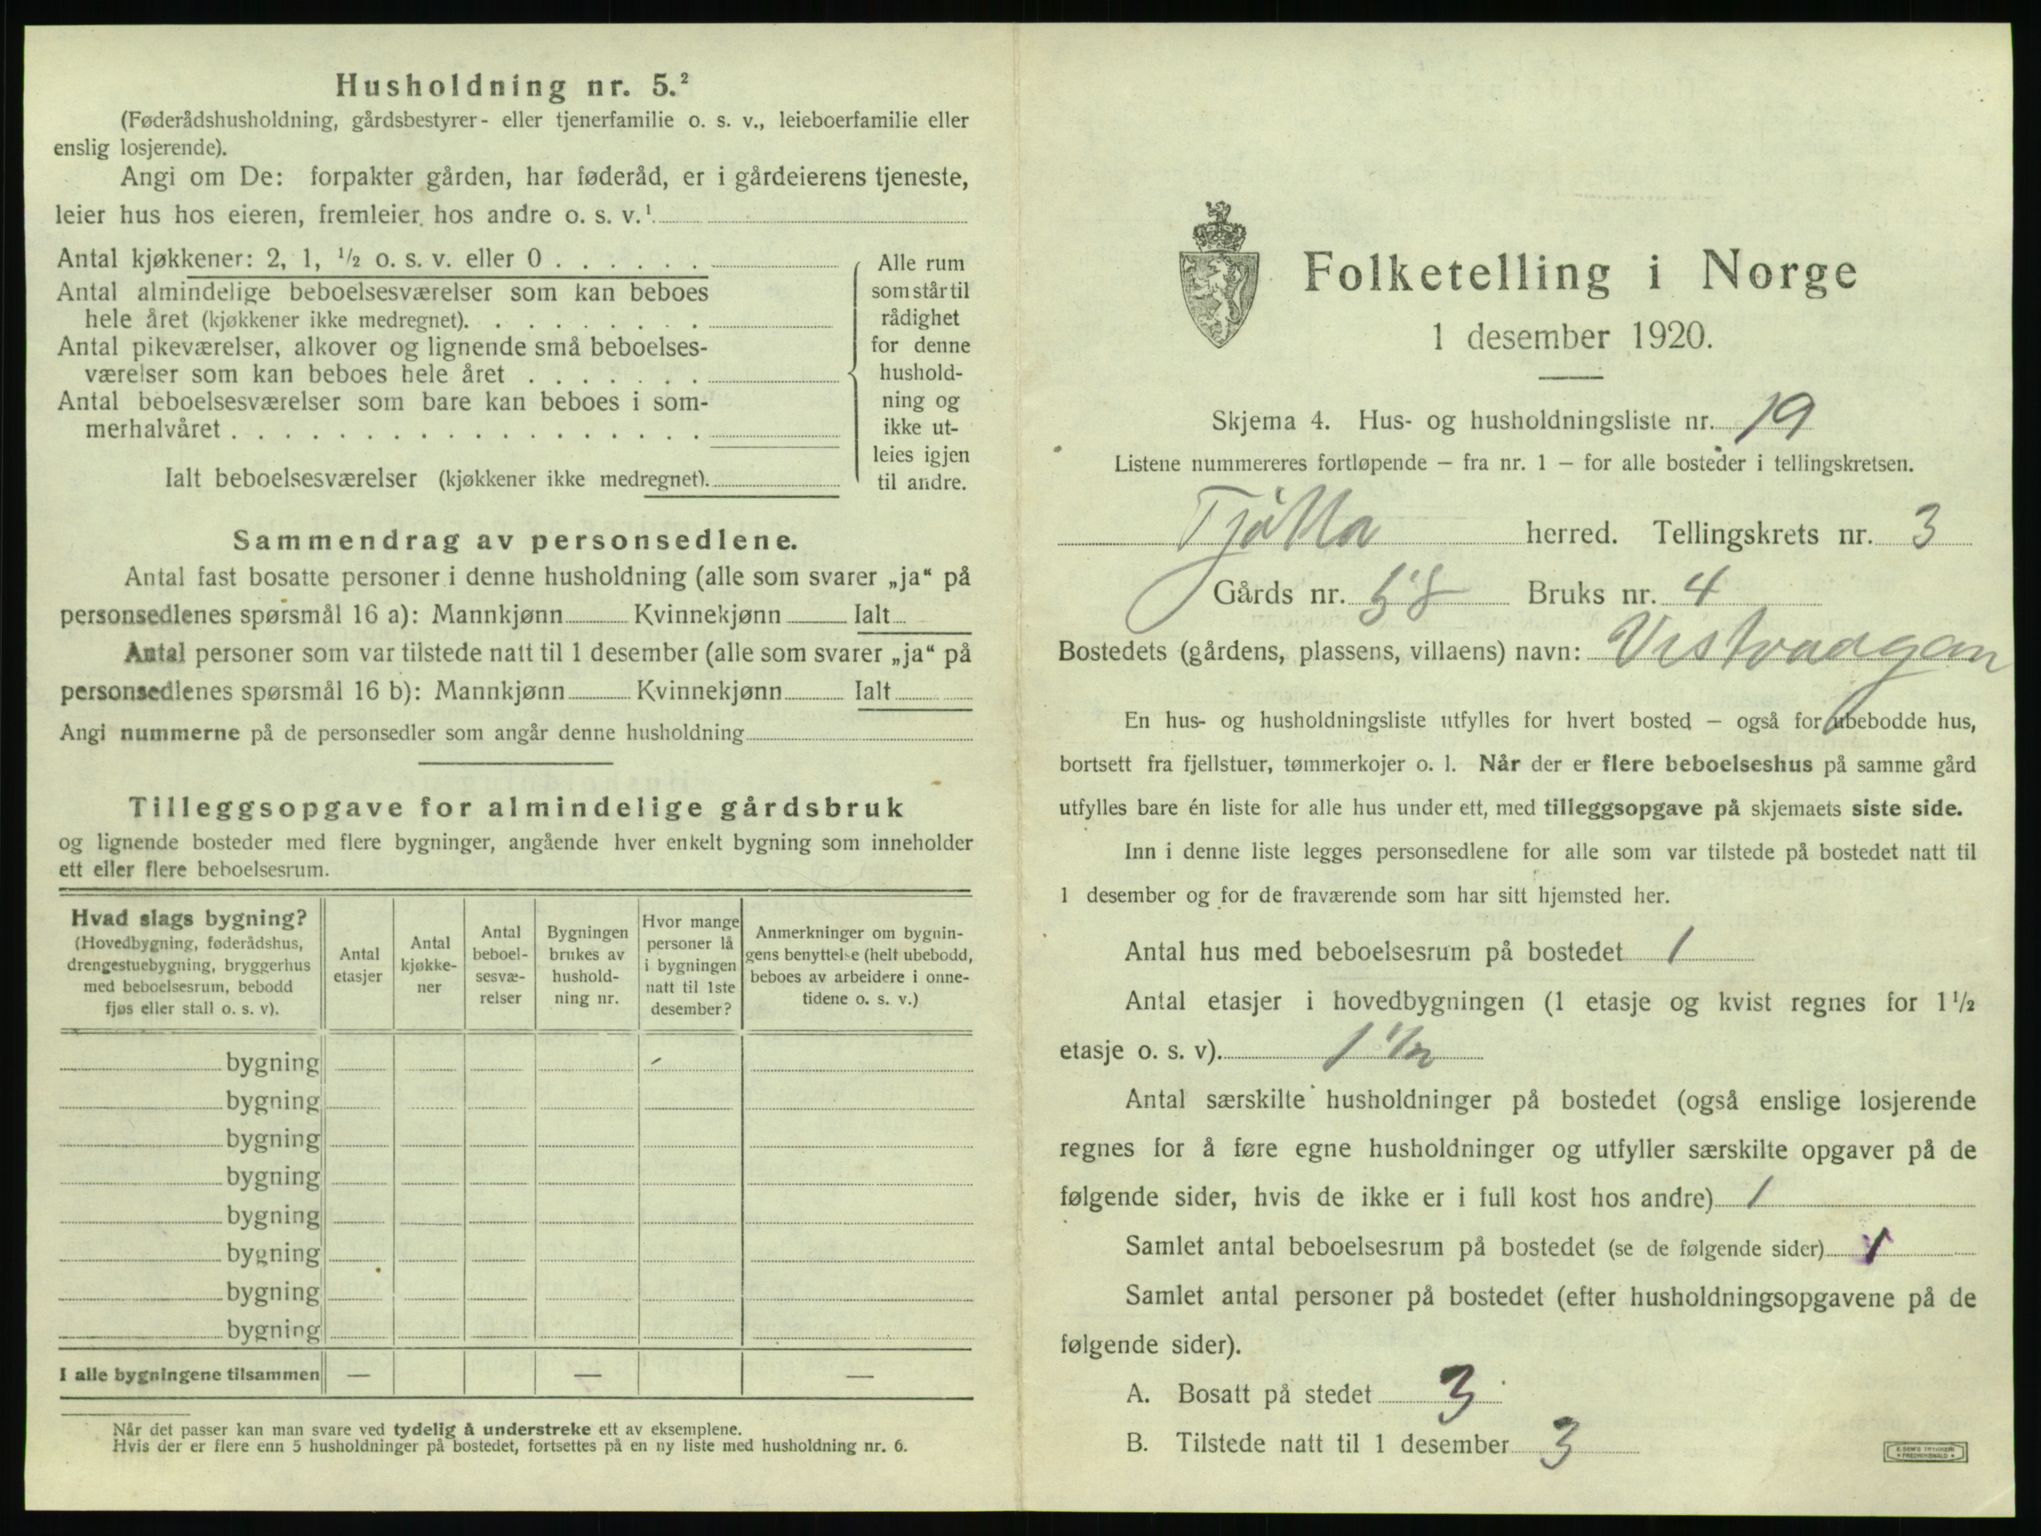 Husholdning nr. 5.²
(Føderådshusholdning, gårdsbestyrer- eller tjenerfamilie o. s. v., leieboerfamilie eller
enslig losjerende).
Angi om De: forpakter gården, har føderåd, er i gårdeierens tjeneste,
leier hus hos eieren, fremleier hos andre o. s. v.¹
Antal kjøkkener: 2, 1, ½ o. s. v. eller 0 . . . . . .
Antal almindelige beboelsesværelser som kan beboes
hele året (kjøkkener ikke medregnet). . . . . . . . .
Antal pikeværelser, alkover og lignende små beboelses-
værelser som kan beboes hele året . . . . . . .
Antal beboelsesværelser som bare kan beboes i som-
merhalvåret . . . . . . . . . . . . . . . . . .
Ialt beboelsesværelser (kjøkkener ikke medregnet).
Alle rum
som står til
rådighet
for denne
hushold-
ning og
ikke ut-
leies igjen
til andre.
Sammendrag av personsedlene.
Antal fast bosatte personer i denne husholdning (alle som svarer „ja“ på
personsedlenes spørsmål 16 a): Mannkjønn Kvinnekjønn Ialt
Antal personer som var tilstede natt til 1 desember (alle som svarer „ja“ på
personsedlenes spørsmål 16 b): Mannkjønn Kvinnekjønn Ialt
Angi nummerne på de personsedler som angår denne husholdning
Tilleggsopgave for almindelige gårdsbruk
og lignende bosteder med flere bygninger, angående hver enkelt bygning som inneholder
ett eller flere beboelsesrum.
Hvad slags bygning?
(Hovedbygning, føderådshus,
drengestuebygning, bryggerhus
med beboelsesrum, bebodd
fjøs eller stall o. s. v).
Antal
etasjer
Antal
kjøkke-
ner
Antal
beboel-
sesvæ-
relser
Bygningen
brukes av
hushold-
ning nr.
Hvor mange
personer lå
i bygningen
natt til 1ste
desember?
Anmerkninger om bygnin-
gens benyttelse (helt ubebodd,
beboes av arbeidere i onne-
tidene o. s. v.)
bygning
bygning
bygning
bygning
bygning
bygning
bygning
bygning
I alle bygningene tilsammen — — —
Når det passer kan man svare ved tydelig å understreke ett av eksemplene.
Hvis der er flere enn 5 husholdninger på bostedet, fortsettes på en ny liste med husholdning nr. 6.
Folketelling i Norge
1 desember 1920.
Skjema 4. Hus- og husholdningsliste nr. 19
Listene nummereres fortløpende — fra nr. 1 — for alle bosteder i tellingskretsen.
Tjøtta herred. Tellingskrets nr. 3
Gårds nr. 58 Bruks nr. 4
Bostedets (gårdens, plassens, villaens) navn: Vistvaagen
En hus- og husholdningsliste utfylles for hvert bosted — også for ubebodde hus,
bortsett fra fjellstuer, tømmerkojer o. l. Når der er flere beboelseshus på samme gård
utfylles bare én liste for alle hus under ett, med tilleggsopgave på skjemaets siste side.
Inn i denne liste legges personsedlene for alle som var tilstede på bostedet natt til
1 desember og for de fraværende som har sitt hjemsted her.
Antal hus med beboelsesrum på bostedet 1
Antal etasjer i hovedbygningen (1 etasje og kvist regnes for 1½
etasje o. s. v). 1 1/2
Antal særskilte husholdninger på bostedet (også enslige losjerende
regnes for å føre egne husholdninger og utfyller særskilte opgaver på de
følgende sider, hvis de ikke er i full kost hos andre) 1
Samlet antal beboelsesrum på bostedet (se de følgende sider) 1
Samlet antal personer på bostedet (efter husholdningsopgavene på de
følgende sider).
A. Bosatt på stedet 3
B. Tilstede natt til 1 desember 3